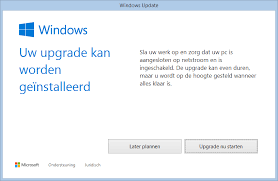 Windows Update
Windows
Uw upgrade kan
worden
geïnstalleerd
Sla uw werk op en zorg dat uw pc is
aangesloten op netstroom en is
ingeschakeld. De upgrade kan even duren,
maar u wordt op de hoogte gesteld wanneer
alles klaar is.
Later plannen
Upgrade nu starten
Microsoft
Ondersteuning
Juridisch